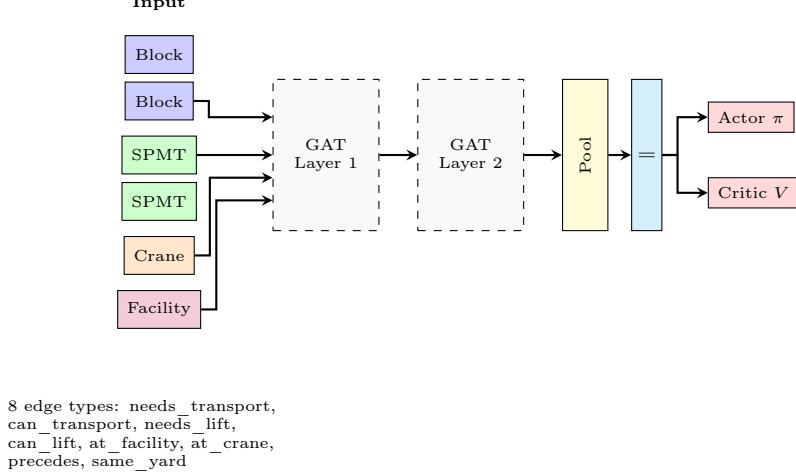 Input
Block
Block
SPMT
SPMT
Crane
Facility
GAT
Layer 1
GAT
Layer 2
Pool
=
Actor π
Critic V
8 edge types: needs_transport,
can_transport, needs_lift,
can_lift, at_facility, at_crane,
precedes, same_yard